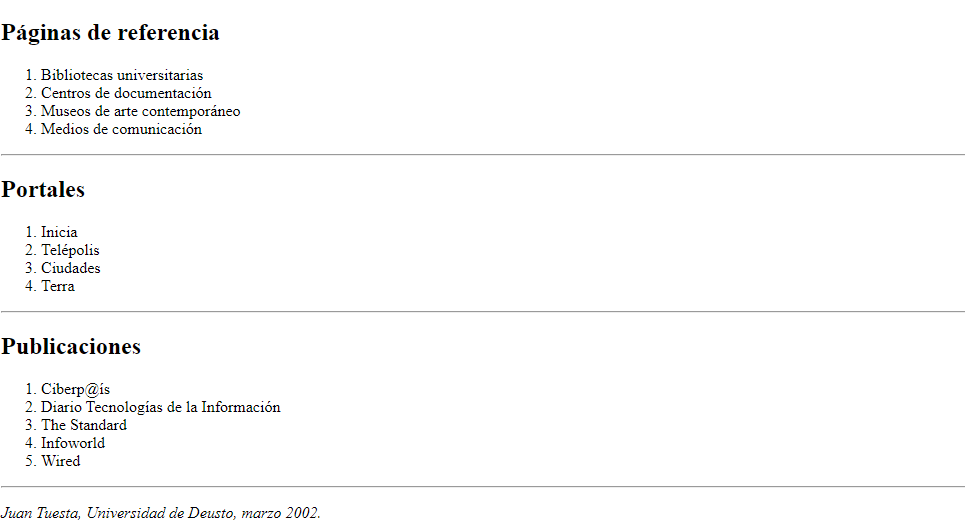 Páginas de referencia
1. Bibliotecas universitarias
2. Centros de documentación
3. Museos de arte contemporáneo
4. Medios de comunicación
Portales
1. Inicia
2. Telépolis
3. Ciudades
4. Terra
Publicaciones
1. Ciberp@ís
2. Diario Tecnologías de la Información
3. The Standard
4. Infoworld
5. Wired
Juan Tuesta, Universidad de Deusto, marzo 2002.